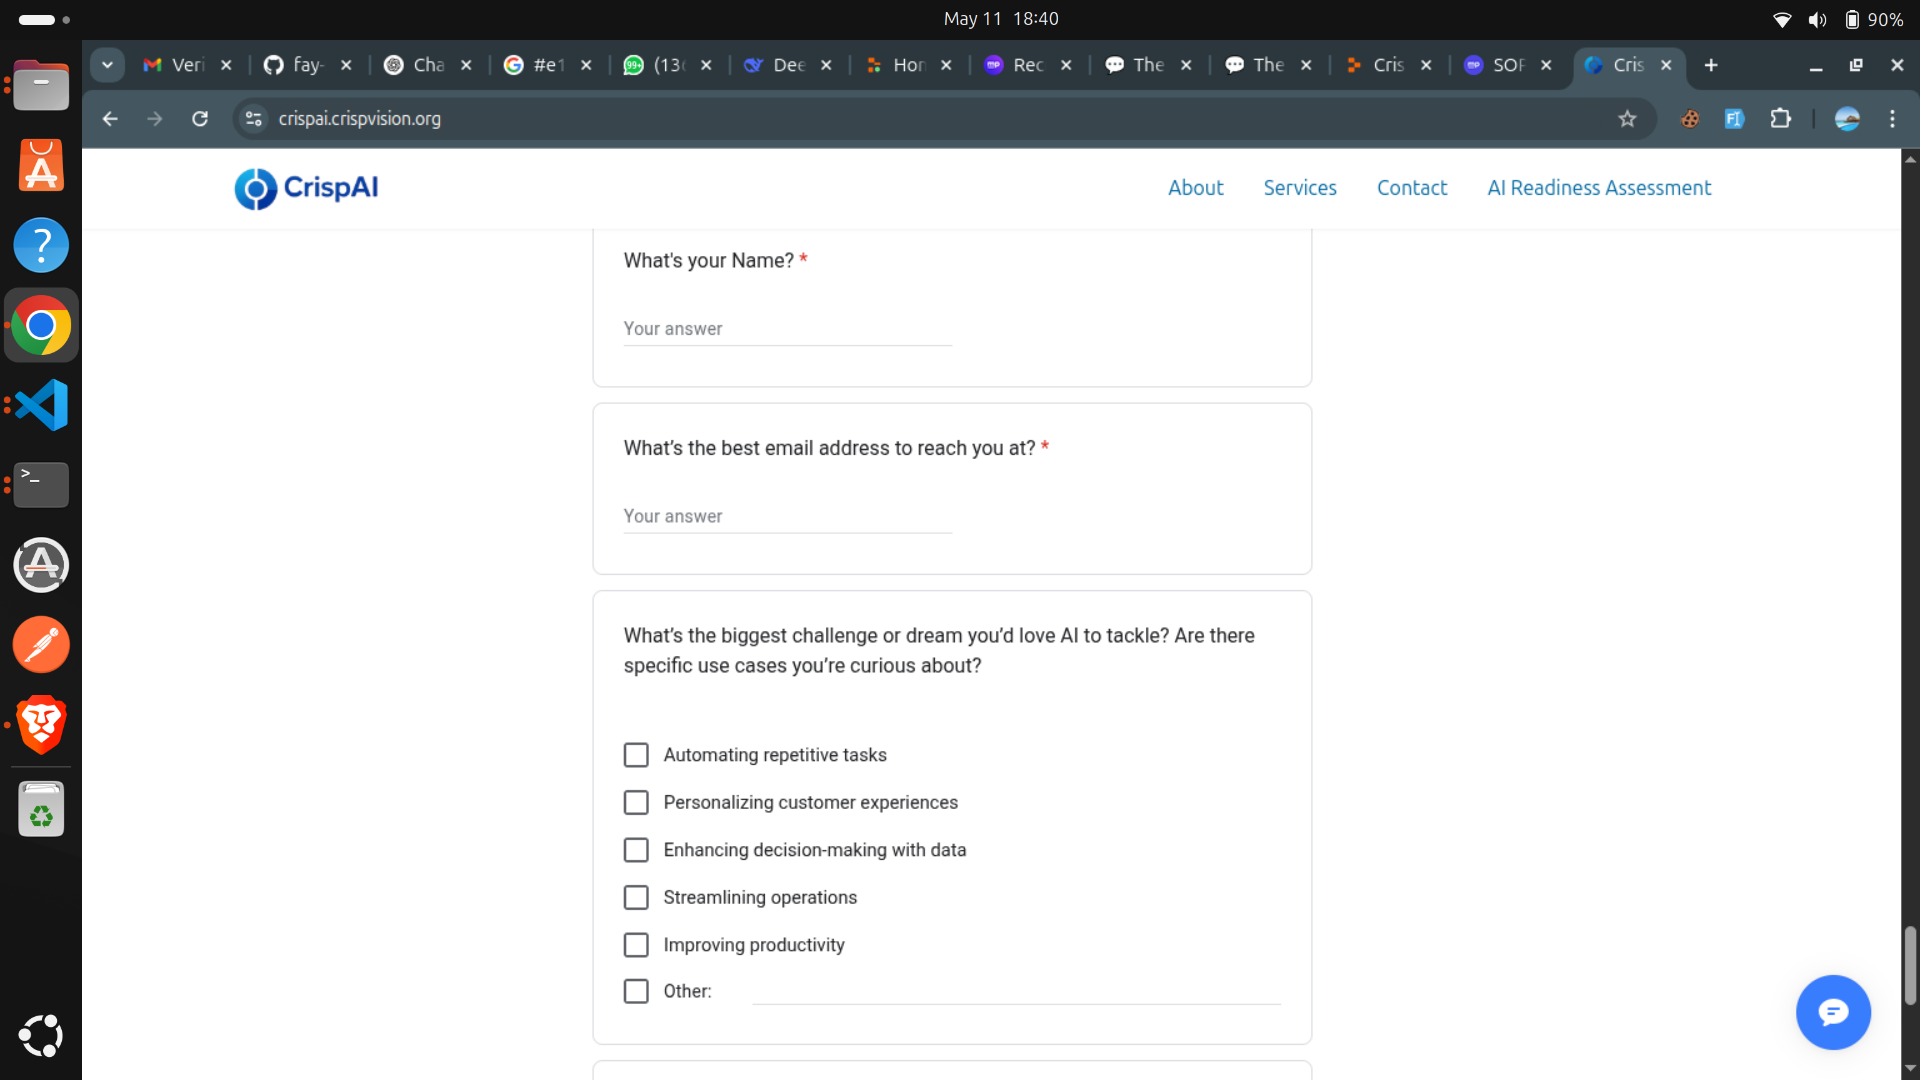 May 11 18:40
90%
Veri
fay-
Cha
#e1
(13
Dee
Hor
Rec
The
The
Cris
SOF
Cris
crispai.crispvision.org
CrispAI
About
Services
Contact
AI Readiness Assessment
What's your Name? *
Your answer
What’s the best email address to reach you at? *
Your answer
What’s the biggest challenge or dream you’d love AI to tackle? Are there
specific use cases you’re curious about?
Automating repetitive tasks
Personalizing customer experiences
Enhancing decision-making with data
Streamlining operations
Improving productivity
Other: